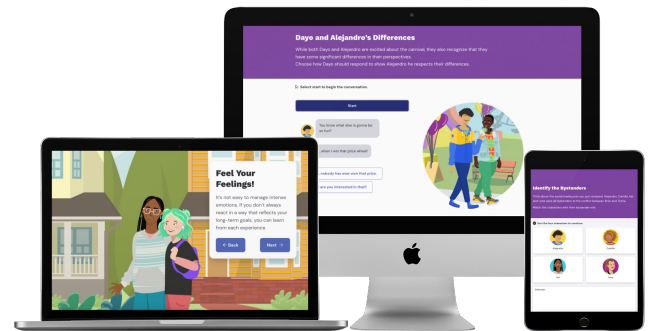 Dayo and Alejandro's Differences
While both Dayo and Alejandro are excited about the carnival, they also recognize that they
have some significant differences in their perspectives.
Choose how Dayo should respond to show Alejandro he respects their differences.
Select start to begin the conversation.
Start
You know what else is gonna be
so fun?
when I win that prize wheel!
nobody has ever won that prize.
are you interested in that?
Feel Your
Feelings!
It's not easy to manage intense
emotions. If you don't always
react in a way that reflects your
long-term goals, you can learn
from each experience.
← Back
Next →
Identify the Bystanders